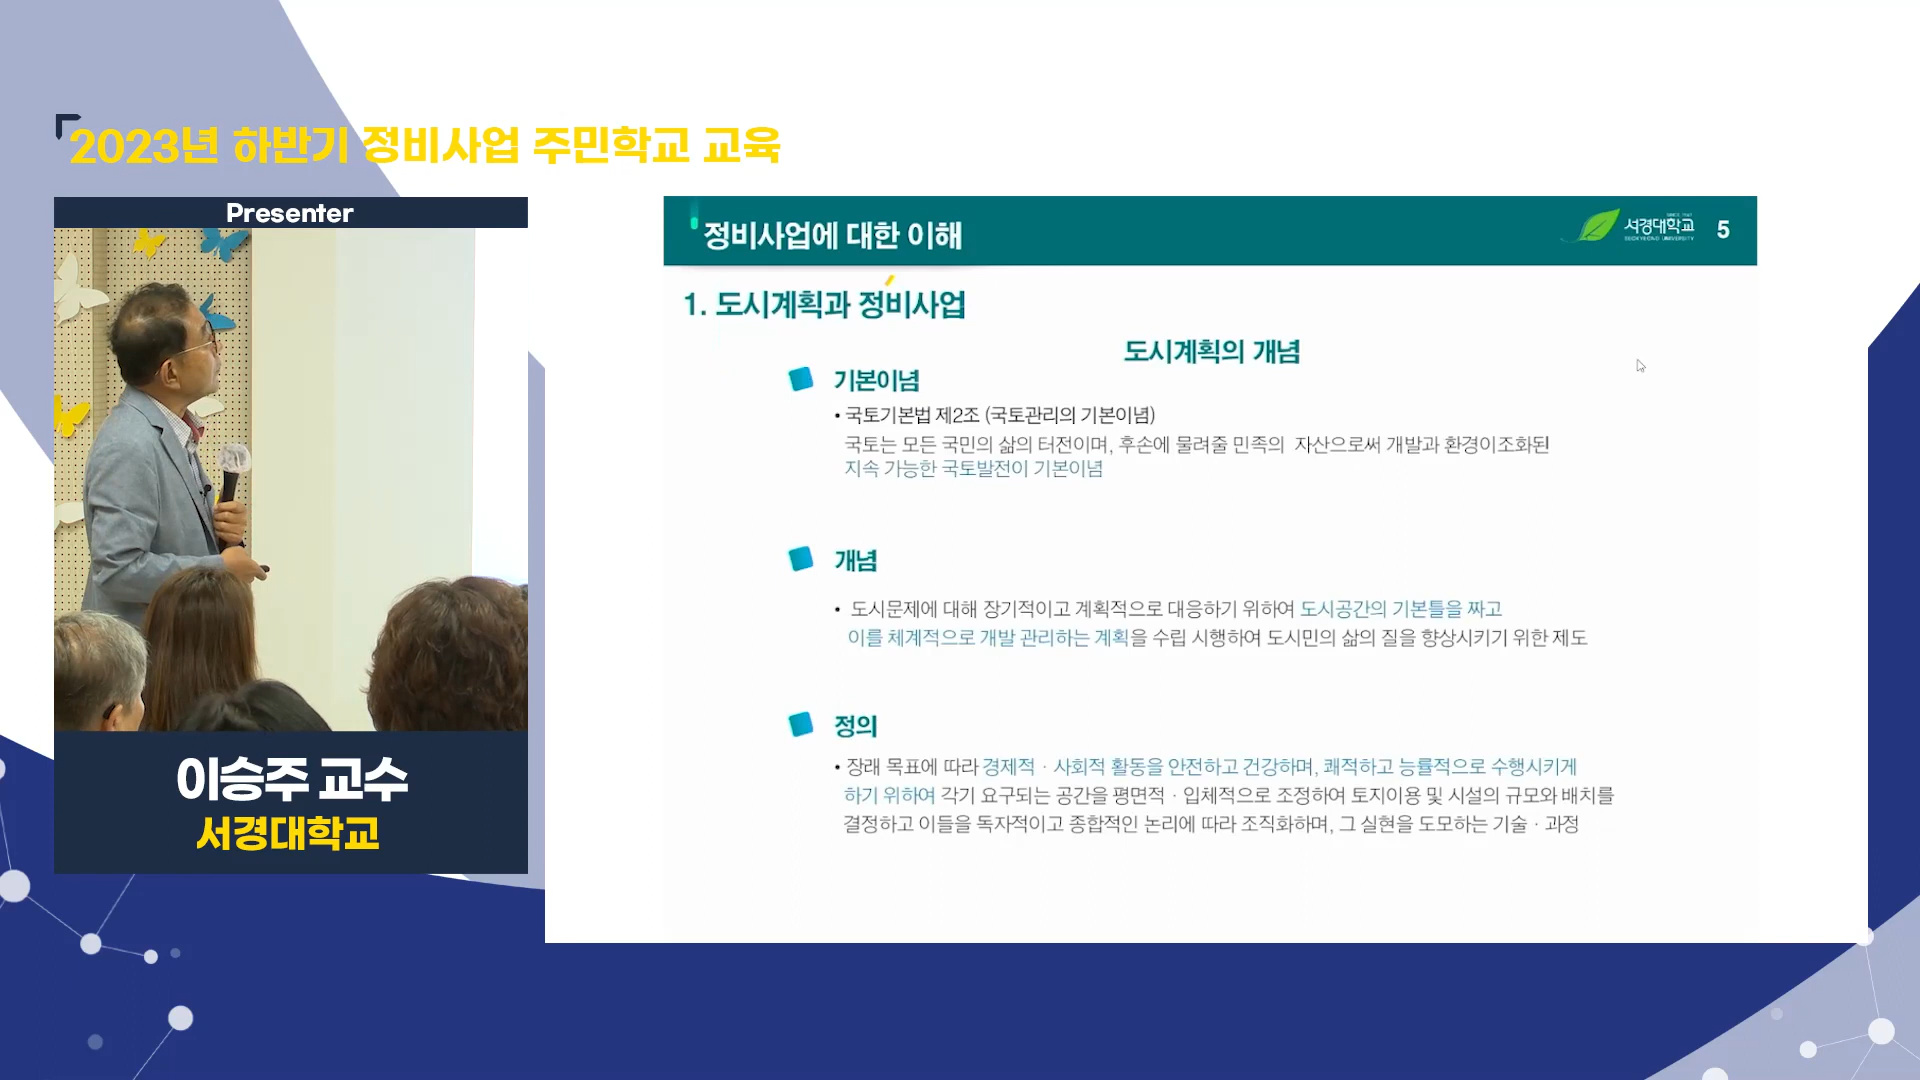 2023년 하반기 정비사업 주민학교 교육
Presenter
이승주 교수
서경대학교
정비사업에 대한 이해
SINCE 1947
서경대학교
SEOKYEONG UNIVERSITY
5
1. 도시계획과 정비사업
도시계획의 개념
기본이념
• 국토기본법 제2조 (국토관리의 기본이념)
국토는 모든 국민의 삶의 터전이며, 후손에 물려줄 민족의 자산으로써 개발과 환경이조화된
지속 가능한 국토발전이 기본이념
개념
• 도시문제에 대해 장기적이고 계획적으로 대응하기 위하여 도시공간의 기본틀을 짜고
이를 체계적으로 개발 관리하는 계획을 수립 시행하여 도시민의 삶의 질을 향상시키기 위한 제도
정의
• 장래 목표에 따라 경제적 · 사회적 활동을 안전하고 건강하며, 쾌적하고 능률적으로 수행시키게
하기 위하여 각기 요구되는 공간을 평면적 · 입체적으로 조정하여 토지이용 및 시설의 규모와 배치를
결정하고 이들을 독자적이고 종합적인 논리에 따라 조직화하며, 그 실현을 도모하는 기술 · 과정